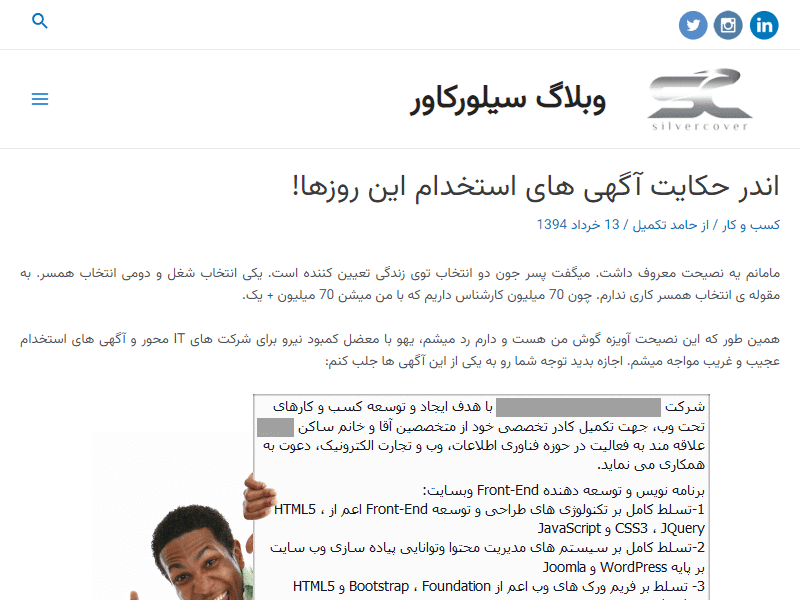 silvercover
وبلاگ سیلورکاور
اندر حکایت آگهی های استخدام این روزها!
کسب و کار / از حامد تکمیل / 13 خرداد 1394
مامانم یه نصیحت معروف داشت. میگفت پسر جون دو انتخاب توی زندگی تعیین کننده است. یکی انتخاب شغل و دومی انتخاب همسر. به
مقوله ی انتخاب همسر کاری ندارم. چون 70 میلیون کارشناس داریم که با من میشن 70 میلیون + یک.
همین طور که این نصیحت آویزه گوش من هست و دارم رد میشم، یهو با معضل کمبود نیرو برای شرکت های IT محور و آگهی های استخدام
عجیب و غریب مواجه میشم. اجازه بدید توجه شما رو به یکی از این آگهی ها جلب کنم:
شرکت با هدف ایجاد و توسعه کسب و کارهای
تحت وب، جهت تکمیل کادر تخصصی خود از متخصصین آقا و خانم ساکن
علاقه مند به فعالیت در حوزه فناوری اطلاعات، وب و تجارت الکترونیک، دعوت به
همکاری می نماید.
برنامه نویس و توسعه دهنده Front-End وبسایت:
1-تسلط کامل بر تکنولوژی های طراحی و توسعه Front-End اعم از ، HTML5
CSS3 ، JQuery و JavaScript
2-تسلط کامل بر سیستم های مدیریت محتوا وتوانایی پیاده سازی وب سایت
بر پایه WordPress و Joomla
3- تسلط بر فریم ورک های وب اعم از Bootstrap ، Foundation و HTML5